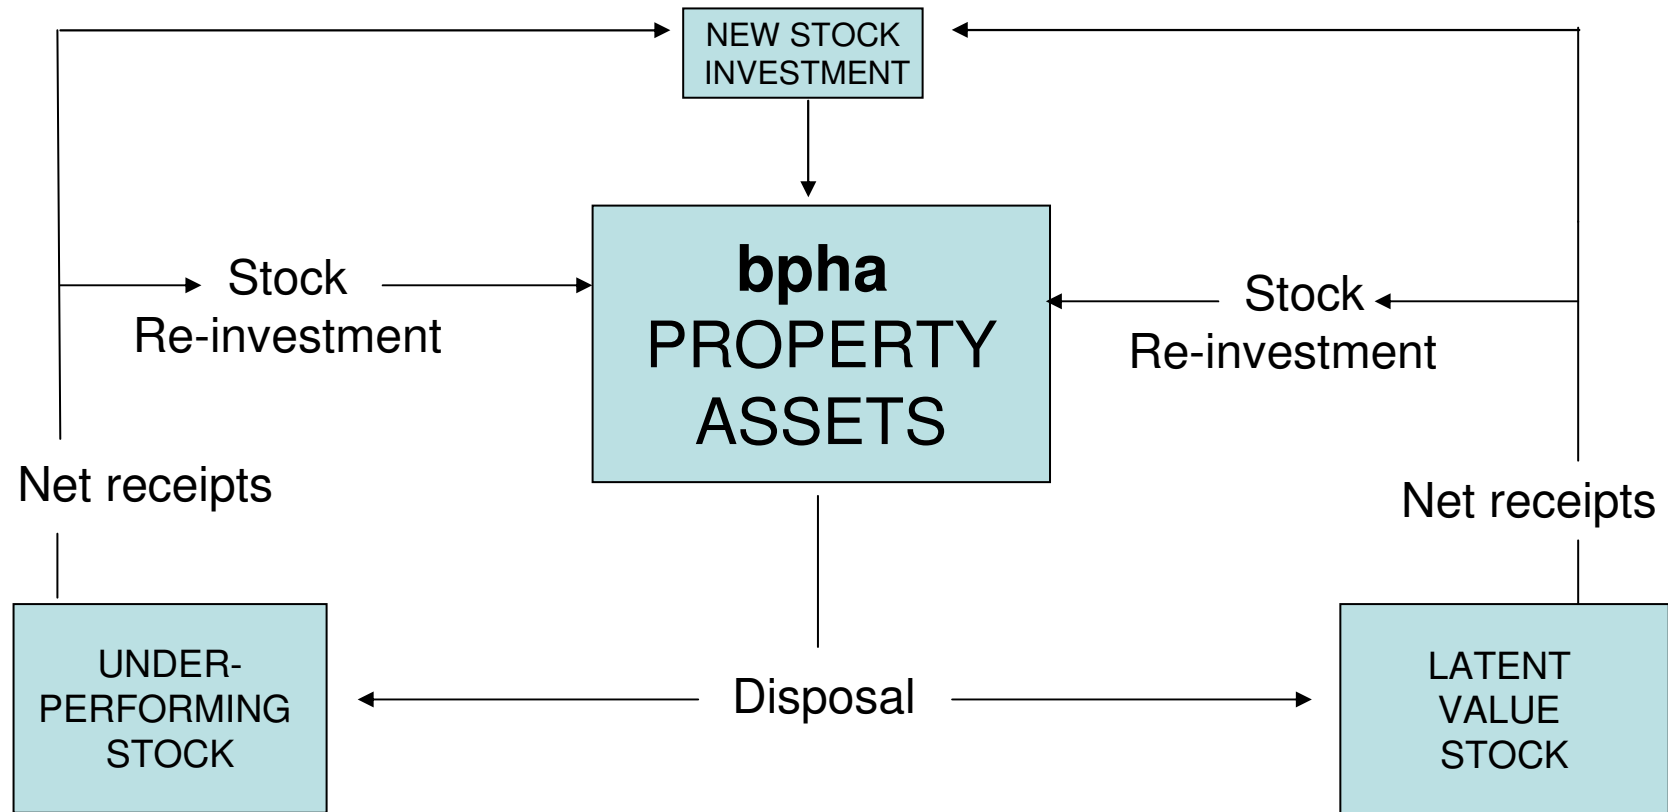 NEW STOCK
INVESTMENT
bpha
PROPERTY
ASSETS
Stock
Re-investment
Stock
Re-investment
Net receipts
Net receipts
UNDER-
PERFORMING
STOCK
Disposal
LATENT
VALUE
STOCK